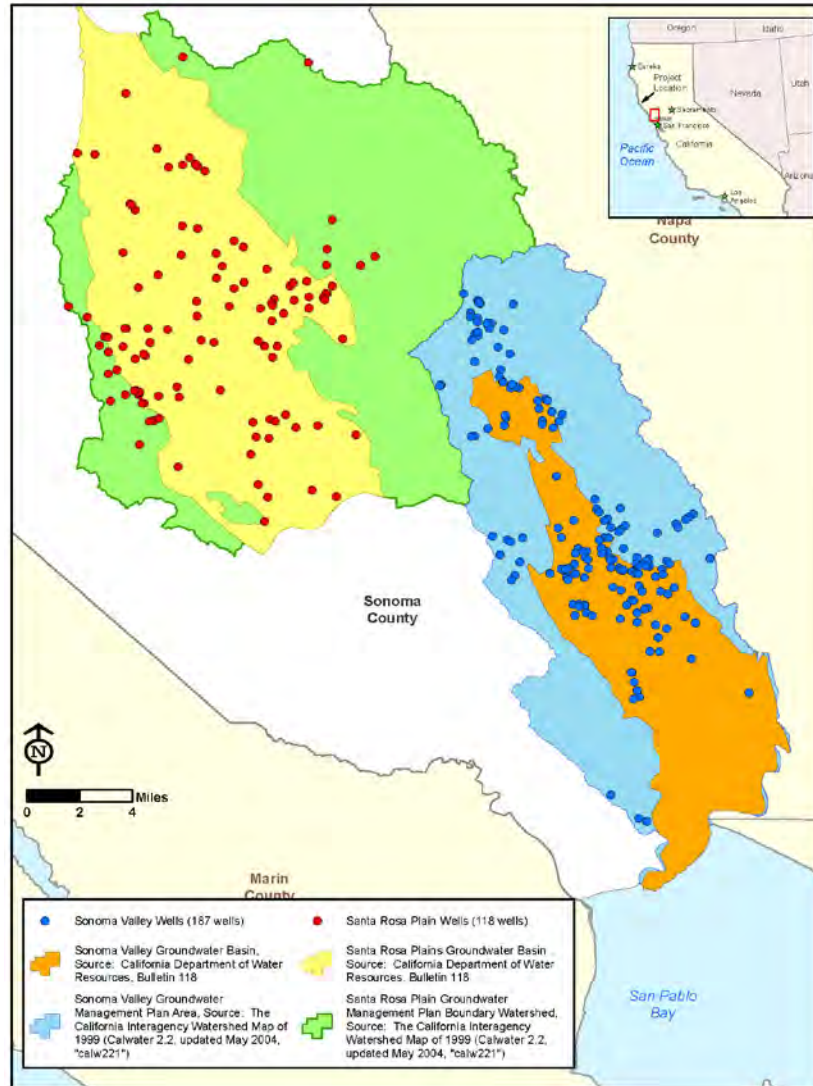 Oregon
Idaho
Eureka
Project
Location
Nevada
Utah
Sacramento
San Francisco
California
Pacific
Ocean
Arizona
Los
Angeles
Napa
County
Sonoma
County
N
Miles
0 2 4
Marin
County
San Pablo
Bay
Sonoma Valley Wells (187 wells)
Santa Rosa Plain Wells (118 wells)
Sonoma Valley Groundwater Basin,
Source: California Department of Water
Resources, Bulletin 118
Santa Rosa Plains Groundwater Basin
Source: California Department of Water
Resources, Bulletin 118
Sonoma Valley Groundwater
Management Plan Area, Source: The
California Interagency Watershed Map of
1999 (Calwater 2.2, updated May 2004,
"calw221")
Santa Rosa Plain Groundwater
Management Plan Boundary Watershed,
Source: The California Interagency
Watershed Map of 1999 (Calwater 2.2,
updated May 2004, "calw221")